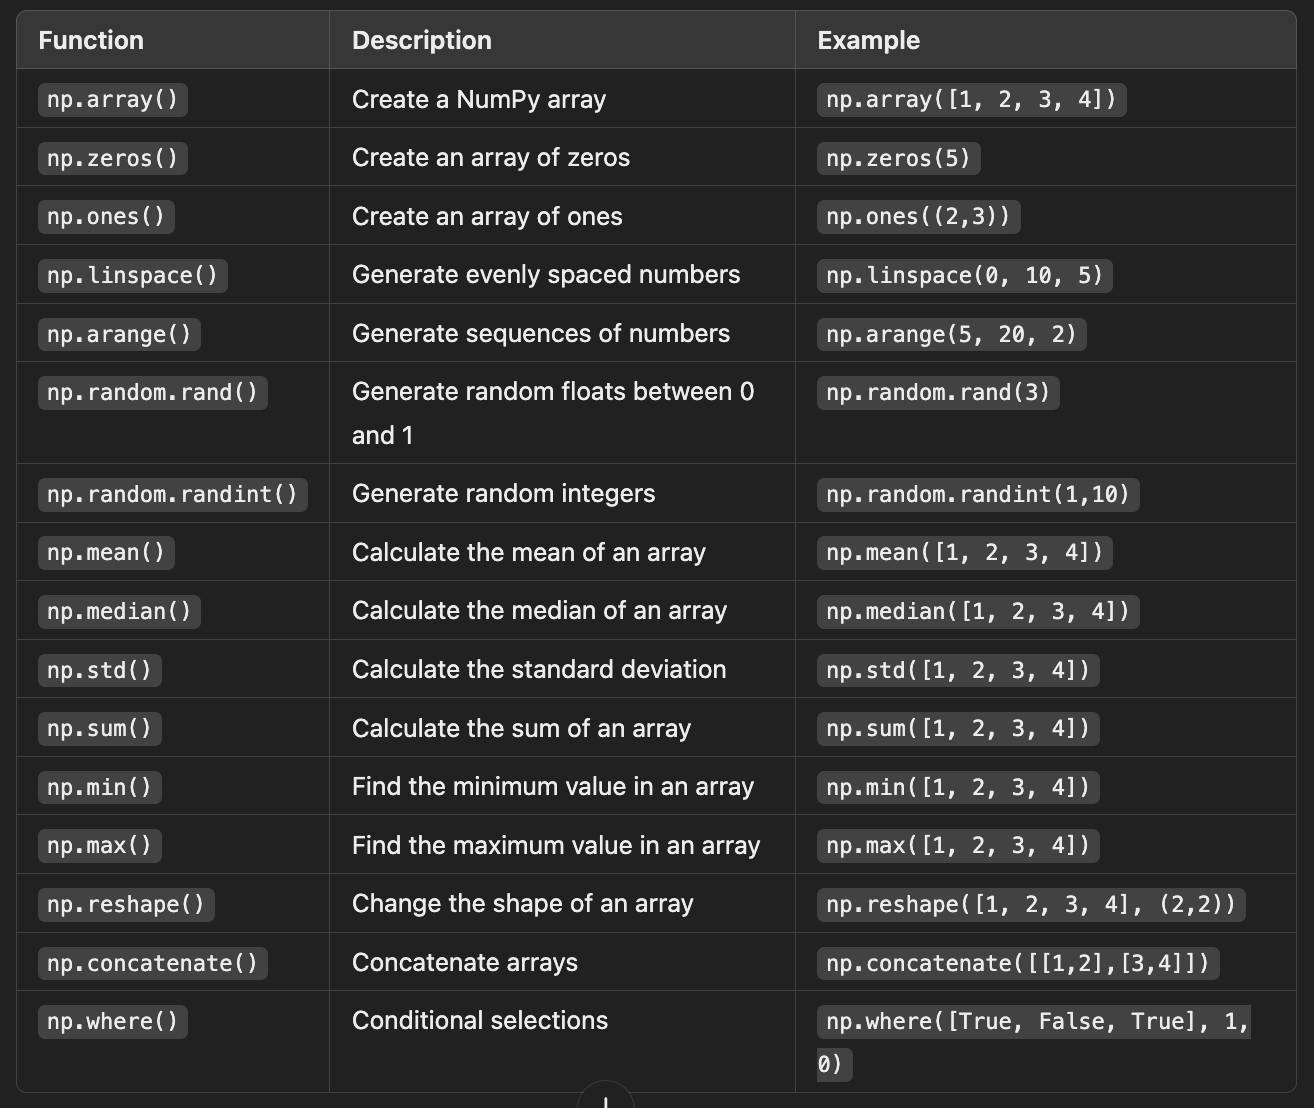 Function Description Example
np.array() Create a NumPy array np.array([1, 2, 3, 4])
np.zeros() Create an array of zeros np.zeros(5)
np.ones() Create an array of ones np.ones((2,3))
np.linspace() Generate evenly spaced numbers np.linspace(0, 10, 5)
np.arange() Generate sequences of numbers np.arange(5, 20, 2)
np.random.rand() Generate random floats between 0 np.random.rand(3)
and 1
np.random.randint() Generate random integers np.random.randint(1,10)
np.mean() Calculate the mean of an array np.mean([1, 2, 3, 4])
np.median() Calculate the median of an array np.median([1, 2, 3, 4])
np.std() Calculate the standard deviation np.std([1, 2, 3, 4])
np.sum() Calculate the sum of an array np.sum([1, 2, 3, 4])
np.min() Find the minimum value in an array np.min([1, 2, 3, 4])
np.max() Find the maximum value in an array np.max([1, 2, 3, 4])
np.reshape() Change the shape of an array np.reshape([1, 2, 3, 4], (2,2))
np.concatenate() Concatenate arrays np.concatenate([[1,2],[3,4]])
np.where() Conditional selections np.where([True, False, True], 1,
0)